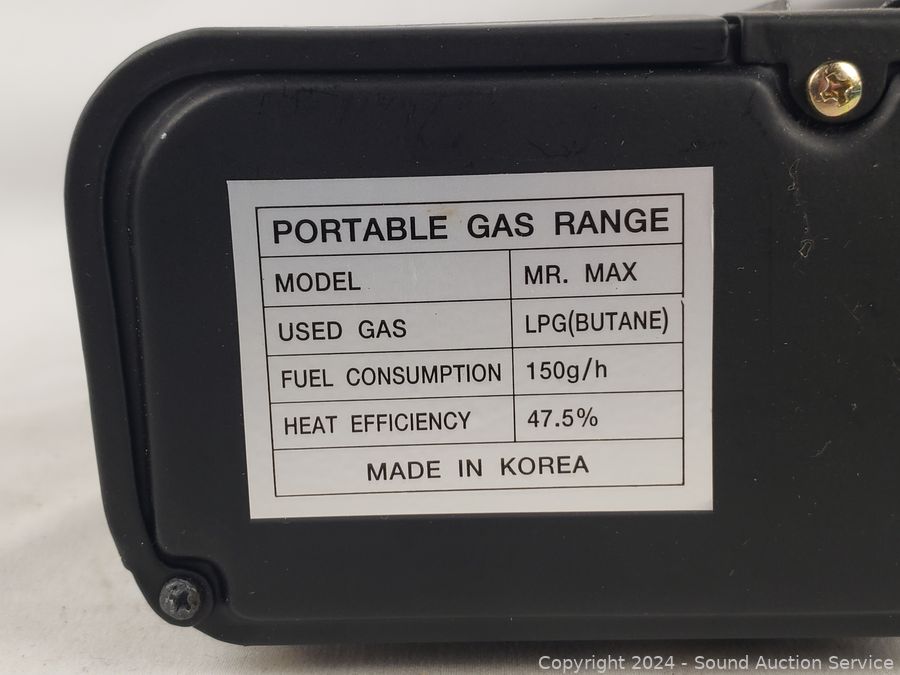 PORTABLE GAS RANGE
MODEL MR. MAX
USED GAS LPG(BUTANE)
FUEL CONSUMPTION 150g/h
HEAT EFFICIENCY 47.5%
MADE IN KOREA
Copyright 2024 - Sound Auction Service